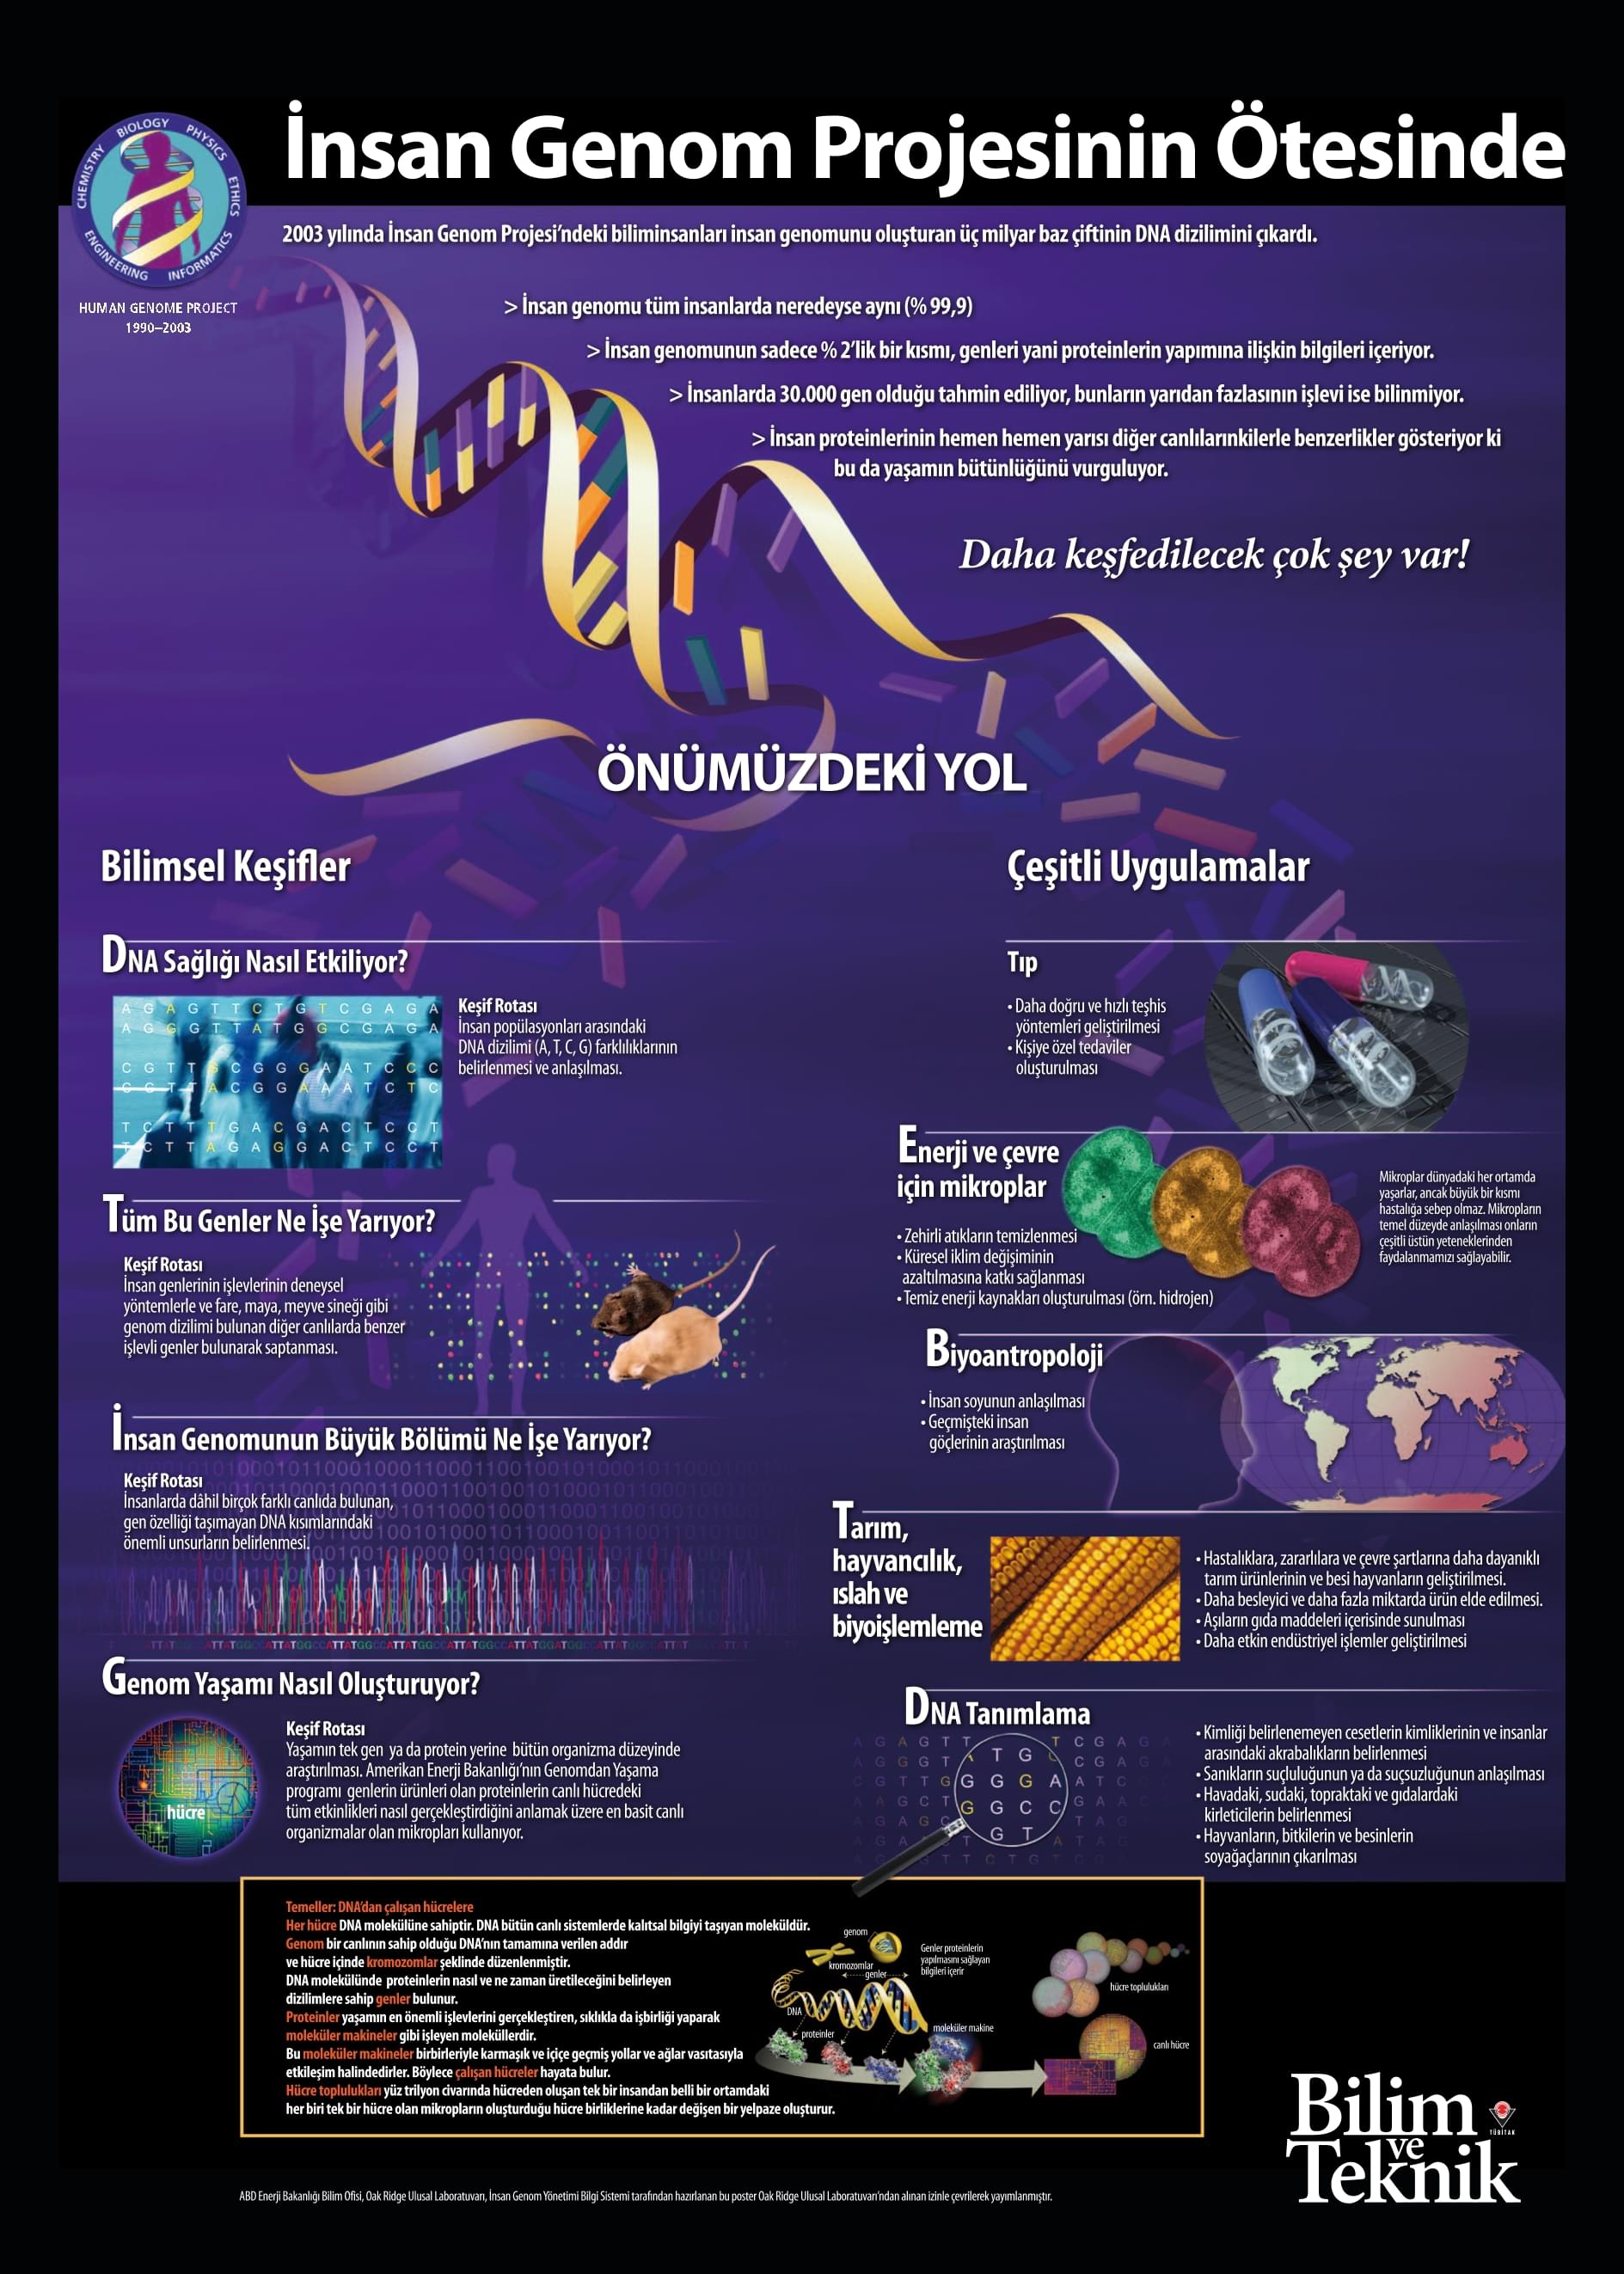 İnsan Genom Projesinin Ötesinde
CHEMISTRY BIOLOGY PHYSICS ETHICS INFORMATICS ENGINEERING
HUMAN GENOME PROJECT
1990–2003
2003 yılında İnsan Genom Projesi’ndeki biliminsanları insan genomunu oluşturan üç milyar baz çiftinin DNA dizilimini çıkardı.
> İnsan genomu tüm insanlarda neredeyse aynı (% 99,9)
> İnsan genomunun sadece % 2’lik bir kısmı, genleri yani proteinlerin yapımına ilişkin bilgileri içeriyor.
> İnsanlarda 30.000 gen olduğu tahmin ediliyor, bunların yarıdan fazlasının işlevi ise bilinmiyor.
> İnsan proteinlerinin hemen hemen yarısı diğer canlılarınkilerle benzerlikler gösteriyor ki
bu da yaşamın bütünlüğünü vurguluyor.
Daha keşfedilecek çok şey var!
ÖNÜMÜZDEKİ YOL
Bilimsel Keşifler
DNA Sağlığı Nasıl Etkiliyor?
A G A G T T C T G T C G A G A
A G G G T T A T G G C G A G A
C G T T G C G G G A A T C C C
C G T T A C G G A A A T C T C
T C T T T G A C G A C T C C T
T C T T A G A G G A C T C C T
Keşif Rotası
İnsan popülasyonları arasındaki
DNA dizilimi (A, T, C, G) farklılıklarının
belirlenmesi ve anlaşılması.
Tüm Bu Genler Ne İşe Yarıyor?
Keşif Rotası
İnsan genlerinin işlevlerinin deneysel
yöntemlerle ve fare, maya, meyve sineği gibi
genom dizilimi bulunan diğer canlılarda benzer
işlevli genler bulunarak saptanması.
İnsan Genomunun Büyük Bölümü Ne İşe Yarıyor?
Keşif Rotası
İnsanlarda dâhil birçok farklı canlıda bulunan,
gen özelliği taşımayan DNA kısımlarındaki
önemli unsurların belirlenmesi.
Genom Yaşamı Nasıl Oluşturuyor?
hücre
Keşif Rotası
Yaşamın tek gen ya da protein yerine bütün organizma düzeyinde
araştırılması. Amerikan Enerji Bakanlığı’nın Genomdan Yaşama
programı genlerin ürünleri olan proteinlerin canlı hücredeki
tüm etkinlikleri nasıl gerçekleştirdiğini anlamak üzere en basit canlı
organizmalar olan mikropları kullanıyor.
Çeşitli Uygulamalar
Tıp
• Daha doğru ve hızlı teşhis
yöntemleri geliştirilmesi
• Kişiye özel tedaviler
oluşturulması
Enerji ve çevre
için mikroplar
• Zehirli atıkların temizlenmesi
• Küresel iklim değişiminin
azaltılmasına katkı sağlanması
• Temiz enerji kaynakları oluşturulması (örn. hidrojen)
Mikroplar dünyadaki her ortamda
yaşarlar, ancak büyük bir kısmı
hastalığa sebep olmaz. Mikropların
temel düzeyde anlaşılması onların
çeşitli üstün yeteneklerinden
faydalanmamızı sağlayabilir.
Biyoantropoloji
• İnsan soyunun anlaşılması
• Geçmişteki insan
göçlerinin araştırılması
Tarım,
hayvancılık,
ıslah ve
biyoişlemleme
• Hastalıklara, zararlılara ve çevre şartlarına daha dayanıklı
tarım ürünlerinin ve besi hayvanların geliştirilmesi.
• Daha besleyici ve daha fazla miktarda ürün elde edilmesi.
• Aşıların gıda maddeleri içerisinde sunulması
• Daha etkin endüstriyel işlemler geliştirilmesi
DNA Tanımlama
• Kimliği belirlenemeyen cesetlerin kimliklerinin ve insanlar
arasındaki akrabalıkların belirlenmesi
• Sanıkların suçluluğunun ya da suçsuzluğunun anlaşılması
• Havadaki, sudaki, topraktaki ve gıdalardaki
kirleticilerin belirlenmesi
• Hayvanların, bitkilerin ve besinlerin
soyağaçlarının çıkarılması
Temeller: DNA’dan çalışan hücrelere
Her hücre DNA molekülüne sahiptir. DNA bütün canlı sistemlerde kalıtsal bilgiyi taşıyan moleküldür.
Genom bir canlının sahip olduğu DNA’nın tamamına verilen addır
ve hücre içinde kromozomlar şeklinde düzenlenmiştir.
DNA molekülünde proteinlerin nasıl ve ne zaman üretileceğini belirleyen
dizilimlere sahip genler bulunur.
Proteinler yaşamın en önemli işlevlerini gerçekleştiren, sıklıkla da işbirliği yaparak
moleküler makineler gibi işleyen moleküllerdir.
Bu moleküler makineler birbirleriyle karmaşık ve içiçe geçmiş yollar ve ağlar vasıtasıyla
etkileşim halindedirler. Böylece çalışan hücreler hayata bulur.
Hücre toplulukları yüz trilyon civarında hücreden oluşan tek bir insandan belli bir ortamdaki
her biri tek bir hücre olan mikropların oluşturduğu hücre birliklerine kadar değişen bir yelpaze oluşturur.
genom
kromozomlar
genler
Genler proteinlerin
yapılmasını sağlayan
bilgileri içerir
DNA
proteinler
moleküler makine
hücre toplulukları
canlı hücre
Bilim
ve
Teknik
TÜBİTAK
ABD Enerji Bakanlığı Bilim Ofisi, Oak Ridge Ulusal Laboratuvarı, İnsan Genom Yönetimi Bilgi Sistemi tarafından hazırlanan bu poster Oak Ridge Ulusal Laboratuvarı’ndan alınan izinle çevrilerek yayımlanmıştır.